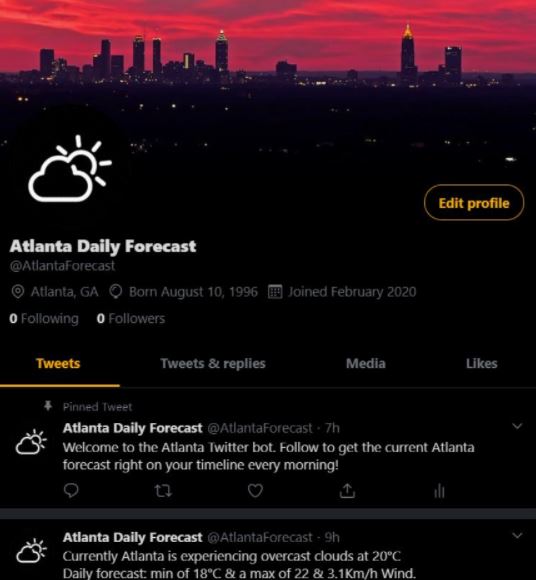 Edit profile
Atlanta Daily Forecast
@AtlantaForecast
Atlanta, GA Born August 10, 1996 Joined February 2020
0 Following 0 Followers
Tweets Tweets & replies Media Likes
Pinned Tweet
Atlanta Daily Forecast @AtlantaForecast · 7h
Welcome to the Atlanta Twitter bot. Follow to get the current Atlanta
forecast right on your timeline every morning!
Atlanta Daily Forecast @AtlantaForecast · 9h
Currently Atlanta is experiencing overcast clouds at 20°C
Daily forecast: min of 18°C & a max of 22 & 3.1Km/h Wind.